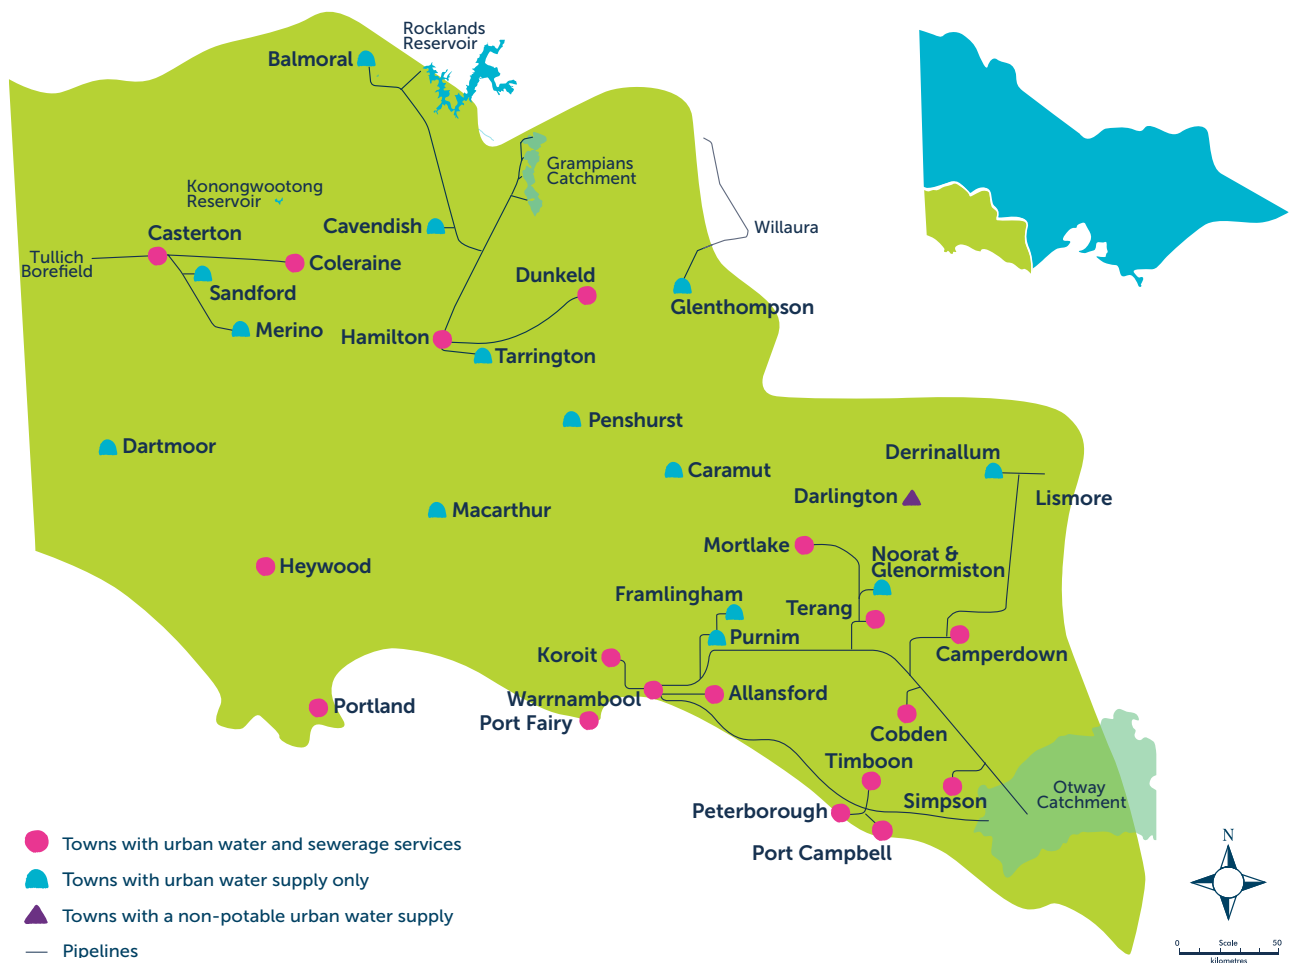 Rocklands
Reservoir
Balmoral
Grampians
Catchment
Konongwootong
Reservoir
Cavendish
Willaura
Casterton
Tullich
Borefield
Coleraine
Dunkeld
Sandford
Glenthompson
Merino
Hamilton
Tarrington
Penshurst
Dartmoor
Derrinallum
Caramut
Darlington
Lismore
Macarthur
Mortlake
Noorat &
Glenormiston
Heywood
Framlingham
Terang
Purnim
Koroit
Camperdown
Warrnambool
Allansford
Portland
Port Fairy
Cobden
Timboon
Otway
Catchment
Simpson
Peterborough
Port Campbell
Towns with urban water and sewerage services
Towns with urban water supply only
Towns with a non-potable urban water supply
Pipelines
N
0 Scale 50
kilometres